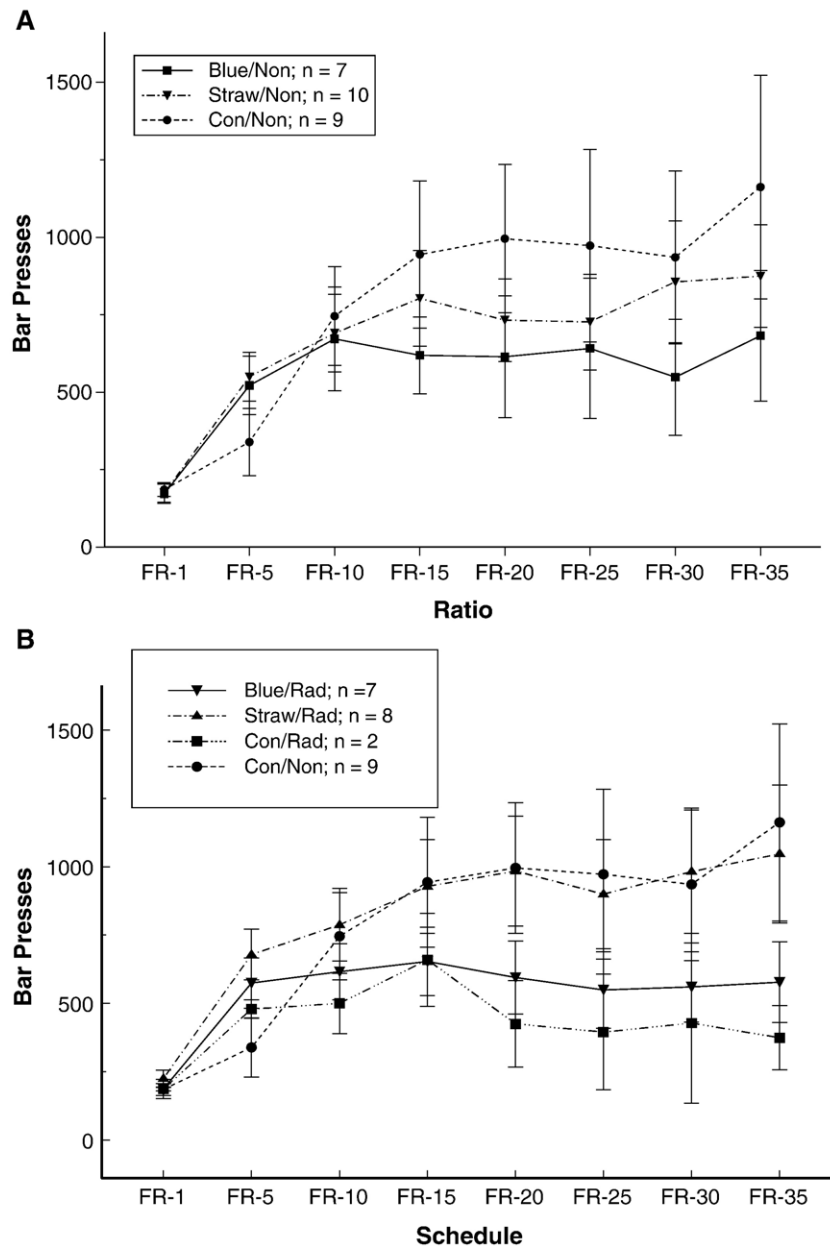 A
Blue/Non; n = 7
Straw/Non; n = 10
Con/Non; n = 9
1500
1000
500
0
Bar Presses
FR-1 FR-5 FR-10 FR-15 FR-20 FR-25 FR-30 FR-35
Ratio
B
Blue/Rad; n =7
Straw/Rad; n = 8
Con/Rad; n = 2
Con/Non; n = 9
1500
1000
500
0
Bar Presses
FR-1 FR-5 FR-10 FR-15 FR-20 FR-25 FR-30 FR-35
Schedule